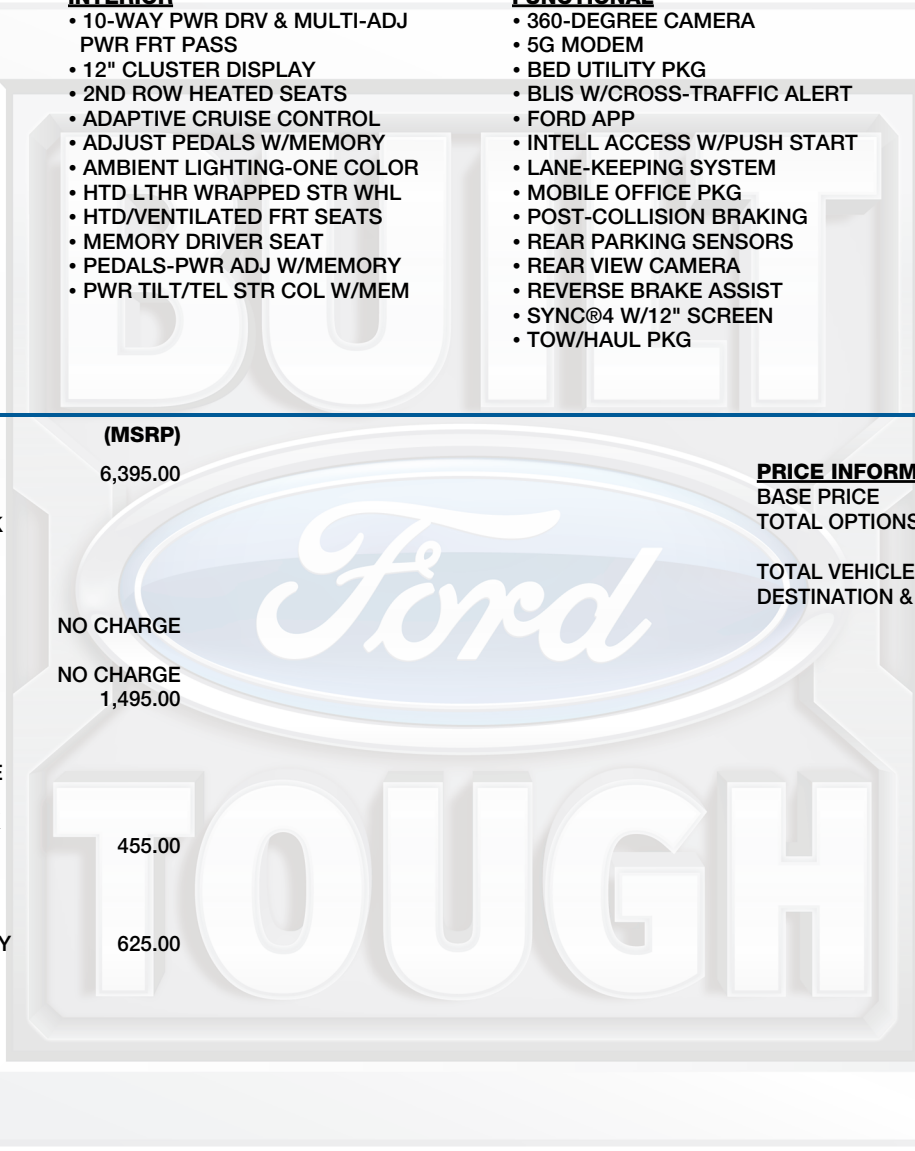 INTERIOR
• 10-WAY PWR DRV & MULTI-ADJ
PWR FRT PASS
• 12" CLUSTER DISPLAY
• 2ND ROW HEATED SEATS
• ADAPTIVE CRUISE CONTROL
• ADJUST PEDALS W/MEMORY
• AMBIENT LIGHTING-ONE COLOR
• HTD LTHR WRAPPED STR WHL
• HTD/VENTILATED FRT SEATS
• MEMORY DRIVER SEAT
• PEDALS-PWR ADJ W/MEMORY
• PWR TILT/TEL STR COL W/MEM
FUNCTIONAL
• 360-DEGREE CAMERA
• 5G MODEM
• BED UTILITY PKG
• BLIS W/CROSS-TRAFFIC ALERT
• FORD APP
• INTELL ACCESS W/PUSH START
• LANE-KEEPING SYSTEM
• MOBILE OFFICE PKG
• POST-COLLISION BRAKING
• REAR PARKING SENSORS
• REAR VIEW CAMERA
• REVERSE BRAKE ASSIST
• SYNC®4 W/12" SCREEN
• TOW/HAUL PKG
BUILT
Ford
TOUGH
(MSRP)
6,395.00
NO CHARGE
NO CHARGE
1,495.00
455.00
Y 625.00
PRICE INFORM
BASE PRICE
TOTAL OPTIONS
TOTAL VEHICLE
DESTINATION &